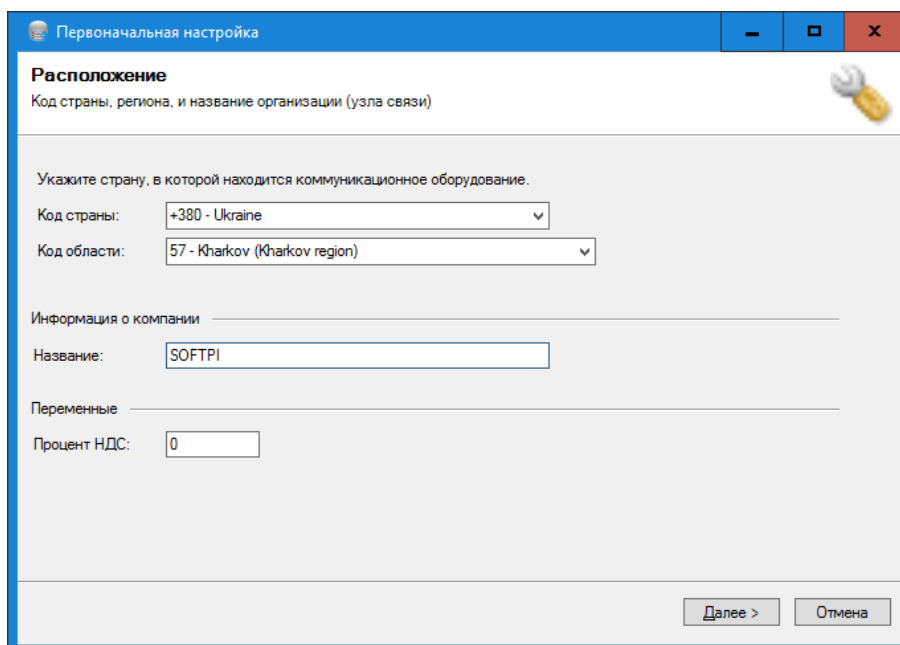 Первоначальная настройка
Расположение
Код страны, региона, и название организации (узла связи)
Укажите страну, в которой находится коммуникационное оборудование.
Код страны: +380 - Ukraine
Код области: 57 - Kharkov (Kharkov region)
Информация о компании
Название: SOFTPI
Переменные
Процент НДС: 0
Далее > Отмена